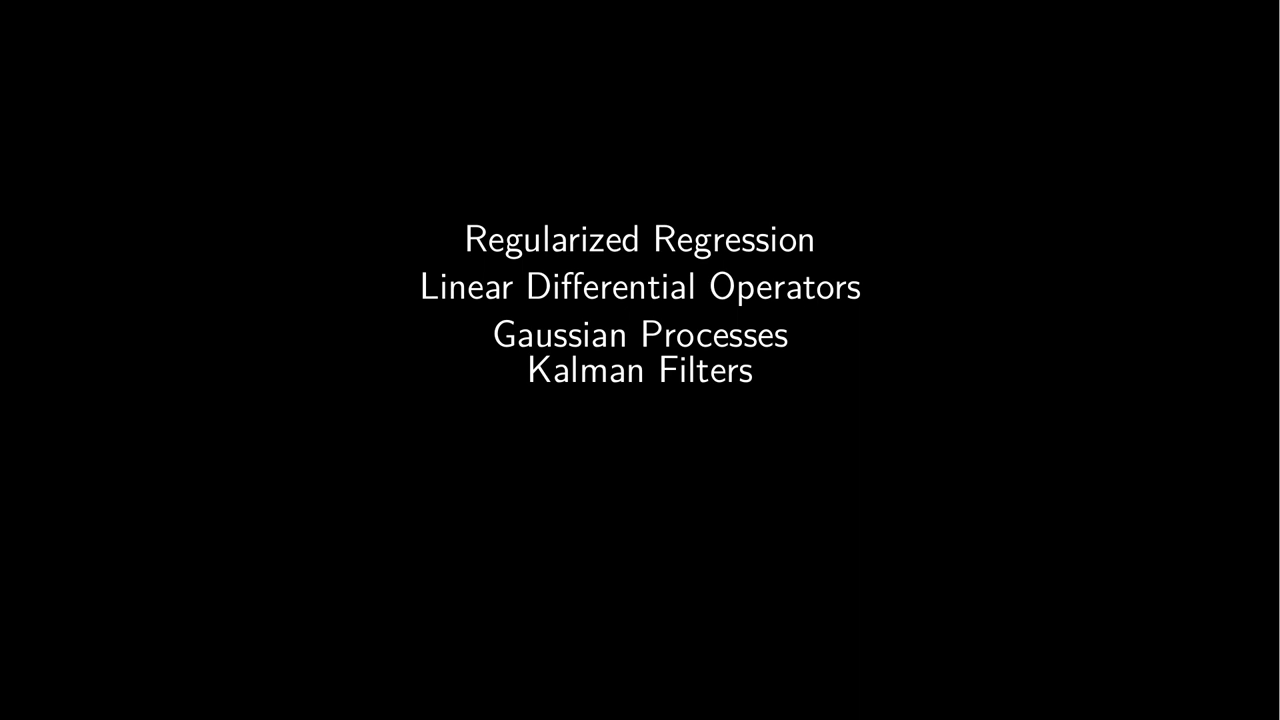 Regularized Regression
Linear Differential Operators
Gaussian Processes
Kalman Filters